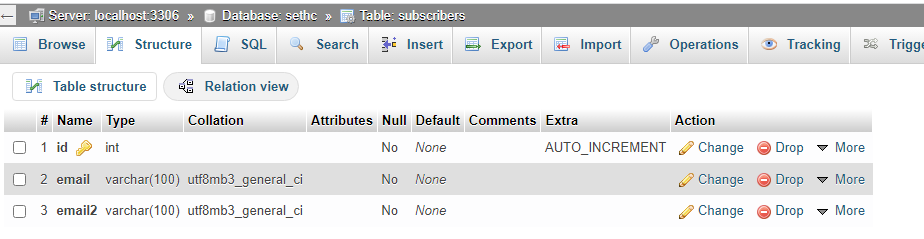 ← Server: localhost:3306 » Database: sethc » Table: subscribers
Browse Structure SQL Search Insert Export Import Operations Tracking Trigge
Table structure Relation view
# Name Type Collation Attributes Null Default Comments Extra Action
1 id int No None AUTO_INCREMENT Change Drop More
2 email varchar(100) utf8mb3_general_ci No None Change Drop More
3 email2 varchar(100) utf8mb3_general_ci No None Change Drop More